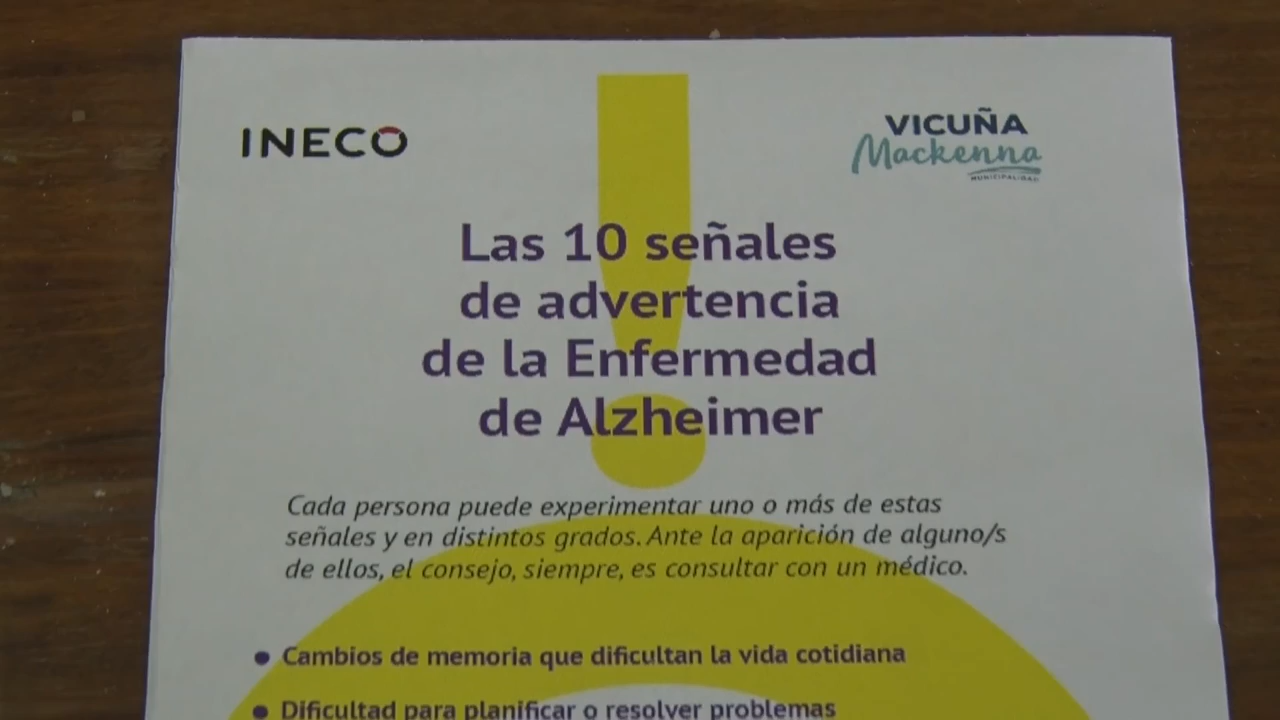 INECO
VICUÑA
Mackenna
MUNICIPALIDAD
Las 10 señales
de advertencia
de la Enfermedad
de Alzheimer
Cada persona puede experimentar uno o más de estas
señales y en distintos grados. Ante la aparición de alguno/s
de ellos, el consejo, siempre, es consultar con un médico.
• Cambios de memoria que dificultan la vida cotidiana
• Dificultad para planificar o resolver problemas